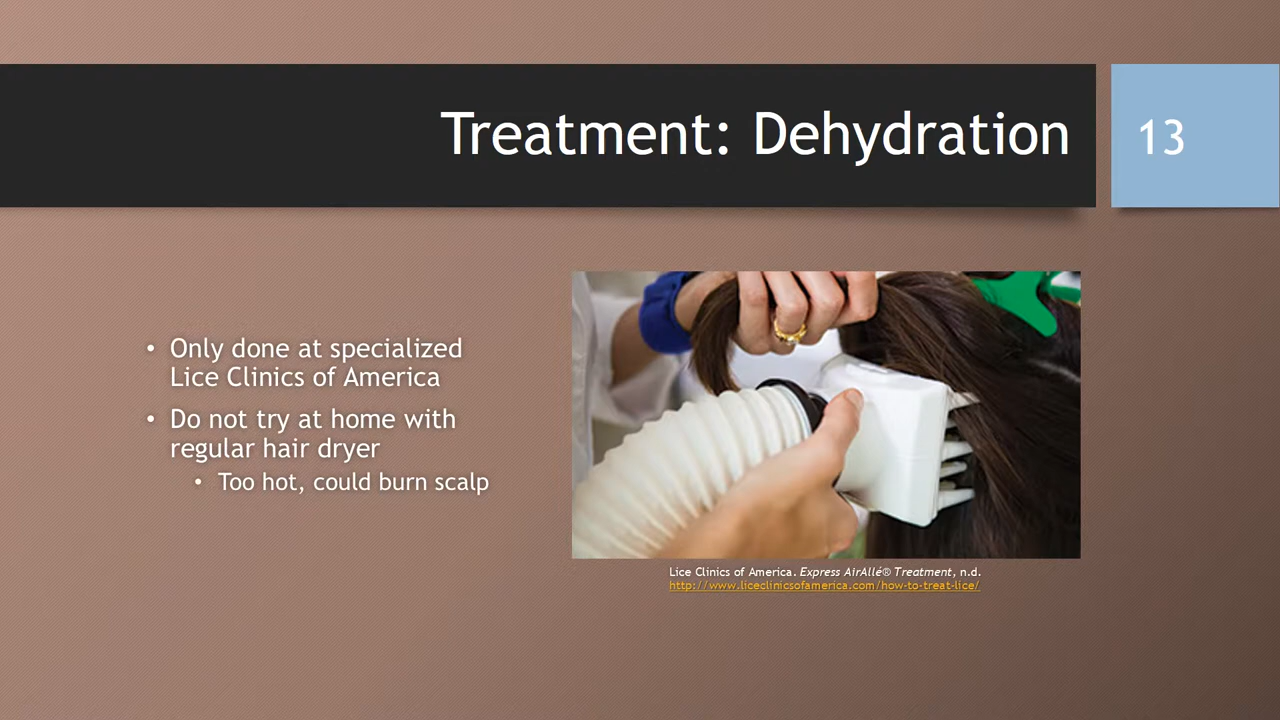 Treatment: Dehydration
13
• Only done at specialized
Lice Clinics of America
• Do not try at home with
regular hair dryer
• Too hot, could burn scalp
Lice Clinics of America. Express AirAllé® Treatment, n.d.
http://www.liceclinicsofamerica.com/how-to-treat-lice/